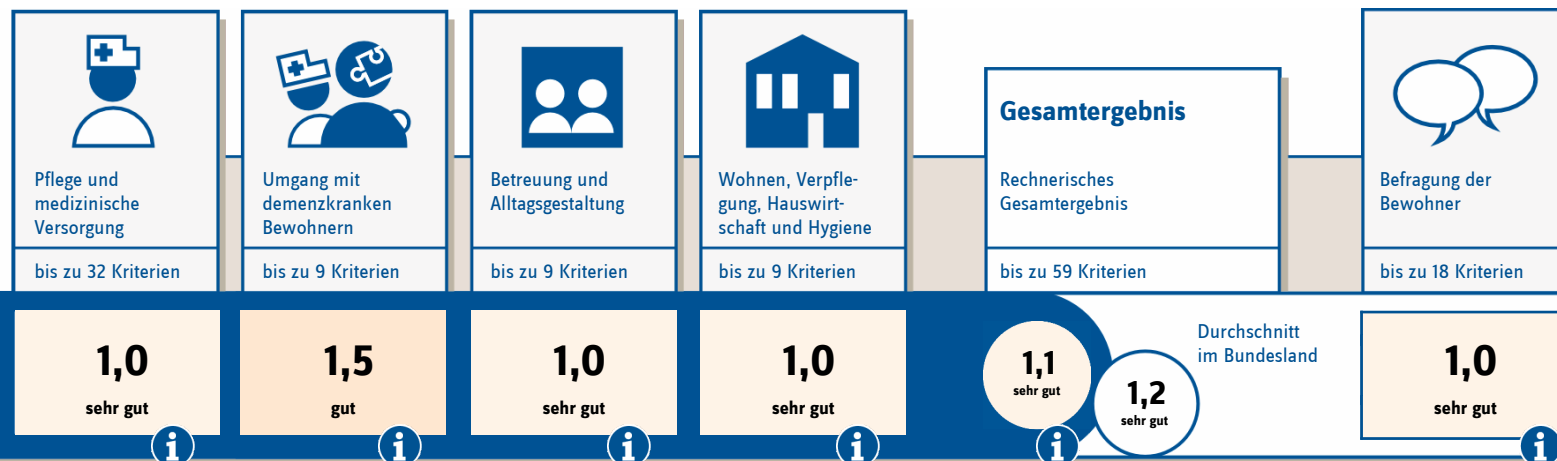 Pflege und
medizinische
Versorgung
bis zu 32 Kriterien
1,0
sehr gut
i
Umgang mit
demenzkranken
Bewohnern
bis zu 9 Kriterien
1,5
gut
i
Betreuung und
Alltagsgestaltung
bis zu 9 Kriterien
1,0
sehr gut
i
Wohnen, Verpfle-
gung, Hauswirt-
schaft und Hygiene
bis zu 9 Kriterien
1,0
sehr gut
i
Gesamtergebnis
Rechnerisches
Gesamtergebnis
bis zu 59 Kriterien
1,1
sehr gut
i
Durchschnitt
im Bundesland
1,2
sehr gut
Befragung der
Bewohner
bis zu 18 Kriterien
1,0
sehr gut
i